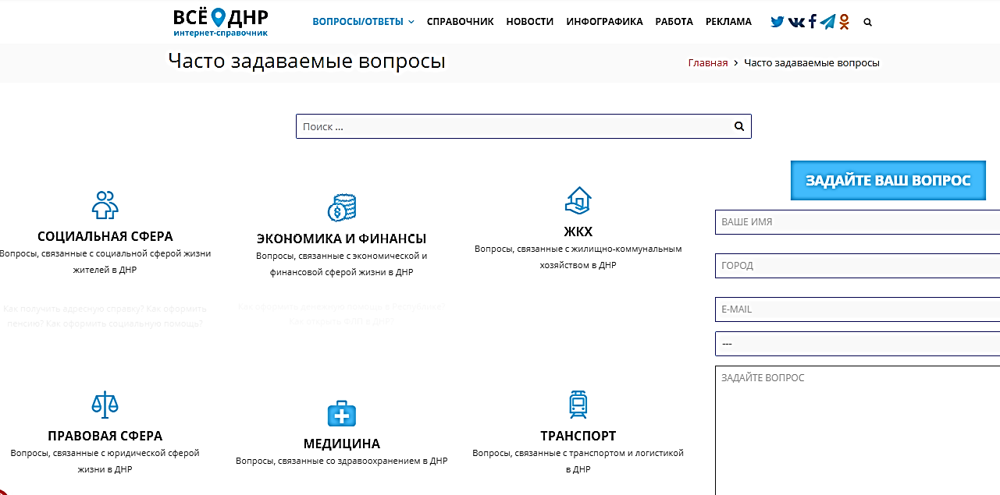 ВСЁ ДНР
интернет-справочник
ВОПРОСЫ/ОТВЕТЫ СПРАВОЧНИК НОВОСТИ ИНФОГРАФИКА РАБОТА РЕКЛАМА
Часто задаваемые вопросы
Главная > Часто задаваемые вопросы
Поиск ...
СОЦИАЛЬНАЯ СФЕРА
Вопросы, связанные с социальной сферой жизни
жителей в ДНР
Как получить адресную справку? Как оформить
пенсию? Как оформить социальную помощь?
ЭКОНОМИКА И ФИНАНСЫ
Вопросы, связанные с экономической и
финансовой сферой жизни в ДНР
Как оформить денежную помощь в Республике?
Как открыть ФЛП в ДНР?
ЖКХ
Вопросы, связанные с жилищно-коммунальным
хозяйством в ДНР
ПРАВОВАЯ СФЕРА
Вопросы, связанные с юридической сферой
жизни в ДНР
МЕДИЦИНА
Вопросы, связанные со здравоохранением в ДНР
ТРАНСПОРТ
Вопросы, связанные с транспортом и логистикой
в ДНР
ЗАДАЙТЕ ВАШ ВОПРОС
ВАШЕ ИМЯ
ГОРОД
E-MAIL
---
ЗАДАЙТЕ ВОПРОС